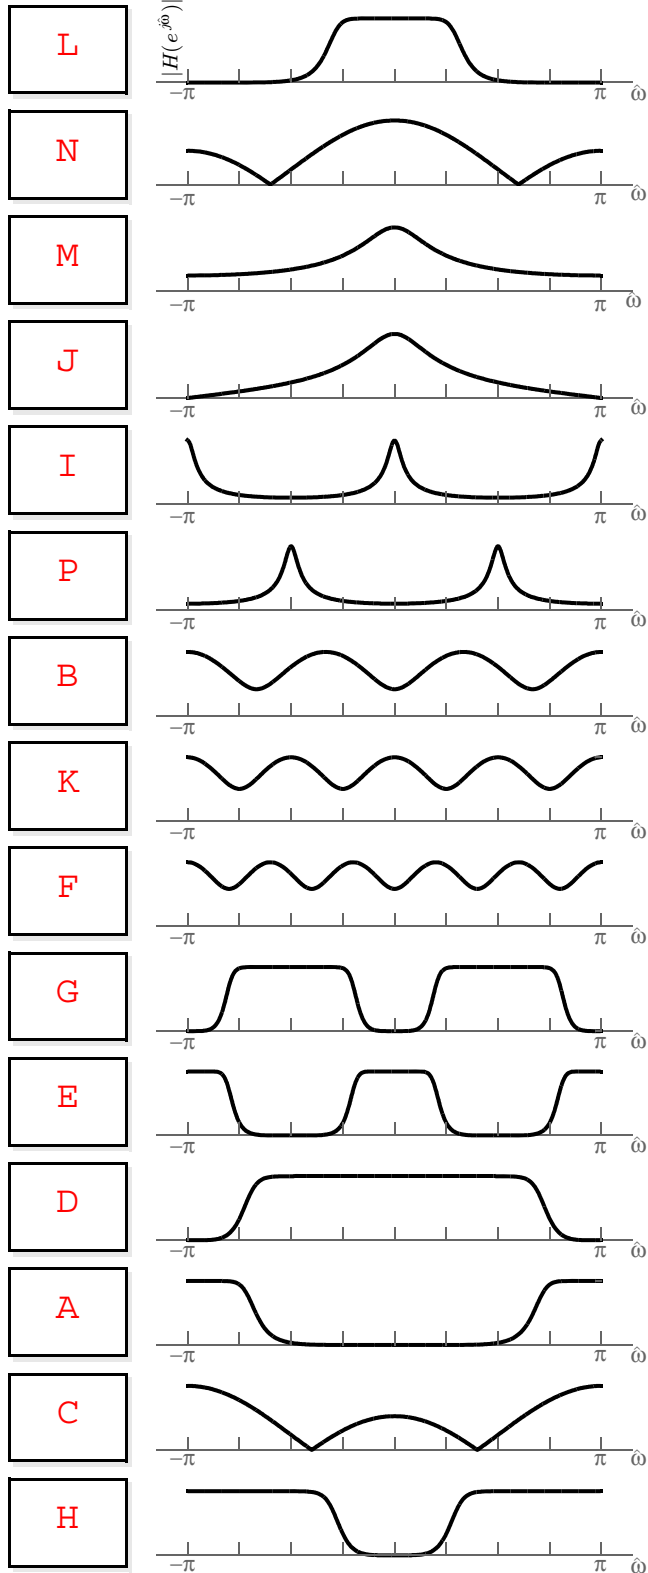 L
|H(e^{jω̂})|
−π π ω̂
N
−π π ω̂
M
−π π ω̂
J
−π π ω̂
I
−π π ω̂
P
−π π ω̂
B
−π π ω̂
K
−π π ω̂
F
−π π ω̂
G
−π π ω̂
E
−π π ω̂
D
−π π ω̂
A
−π π ω̂
C
−π π ω̂
H
−π π ω̂